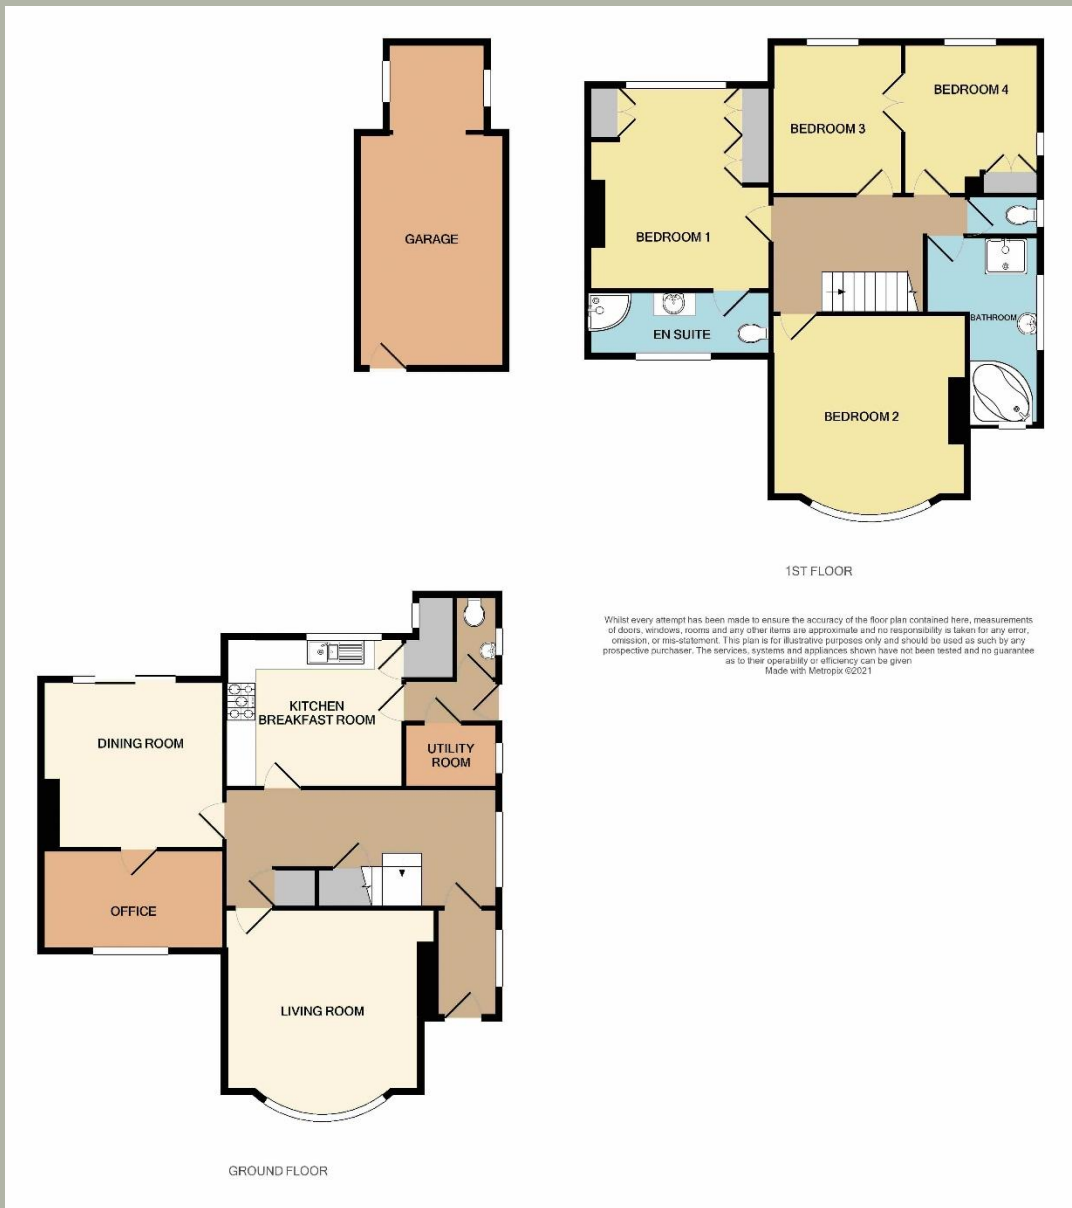 GARAGE
BEDROOM 3
BEDROOM 4
BEDROOM 1
EN SUITE
BATHROOM
BEDROOM 2
1ST FLOOR
Whilst every attempt has been made to ensure the accuracy of the floor plan contained here, measurements
of doors, windows, rooms and any other items are approximate and no responsibility is taken for any error,
omission, or mis-statement. This plan is for illustrative purposes only and should be used as such by any
prospective purchaser. The services, systems and appliances shown have not been tested and no guarantee
as to their operability or efficiency can be given
Made with Metropix ©2021
KITCHEN
BREAKFAST ROOM
DINING ROOM
UTILITY
ROOM
OFFICE
LIVING ROOM
GROUND FLOOR